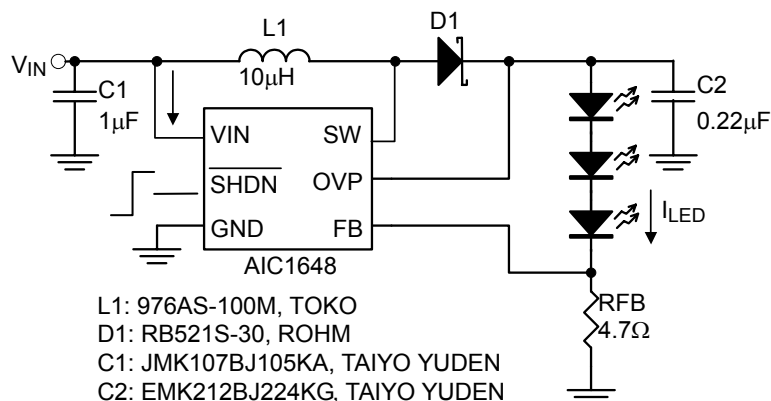 L1
D1
VIN
C1
1μF
10μH
C2
0.22μF
VIN
SW
SHDN
OVP
GND
FB
ILED
AIC1648
RFB
4.7Ω
L1: 976AS-100M, TOKO
D1: RB521S-30, ROHM
C1: JMK107BJ105KA, TAIYO YUDEN
C2: EMK212BJ224KG, TAIYO YUDEN